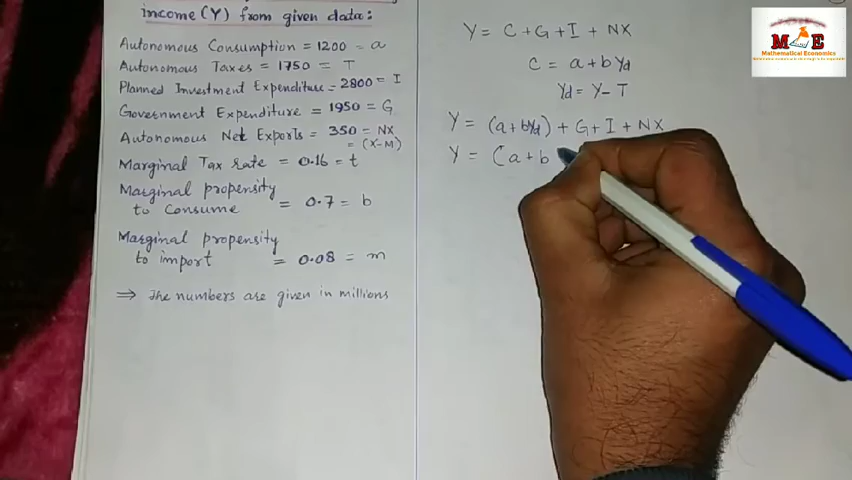 income (Y) from given data:
Autonomous Consumption = 1200 = a
Autonomous Taxes = 1750 = T
Planned Investment Expenditure = 2800 = I
Government Expenditure = 1950 = G
Autonomous Net Exports = 350 = NX
= (X-M)
Marginal Tax rate = 0.16 = t
Marginal propensity
to consume = 0.7 = b
Marginal propensity
to import = 0.08 = m
⇒ The numbers are given in millions
Y = C + G + I + NX
C = a + b Yd
Yd = Y - T
Y = (a + bYd) + G + I + NX
Y = (a + b
M E
Mathematical Economics